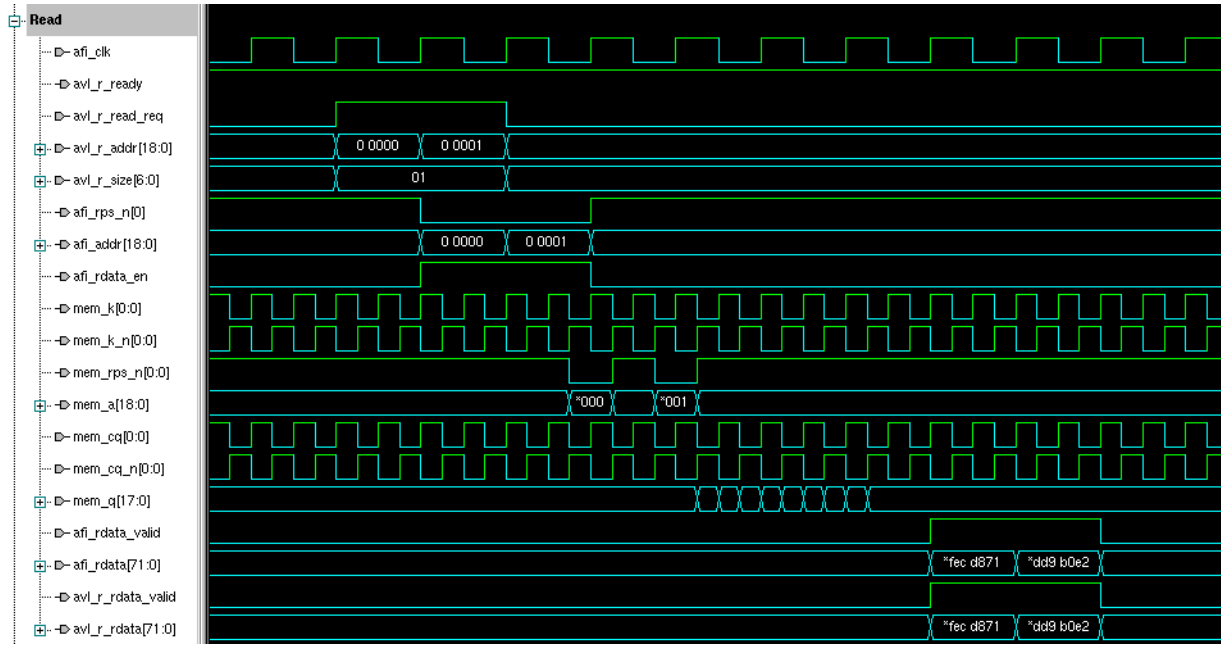 Read
afi_clk
avl_r_ready
avl_r_read_req
avl_r_addr[18:0] 0 0000 0 0001
avl_r_size[6:0] 01
afi_rps_n[0]
afi_addr[18:0] 0 0000 0 0001
afi_rdata_en
mem_k[0:0]
mem_k_n[0:0]
mem_rps_n[0:0]
mem_a[18:0] *000 *001
mem_cq[0:0]
mem_cq_n[0:0]
mem_q[17:0]
afi_rdata_valid
afi_rdata[71:0] *fec d871 *dd9 b0e2
avl_r_rdata_valid
avl_r_rdata[71:0] *fec d871 *dd9 b0e2